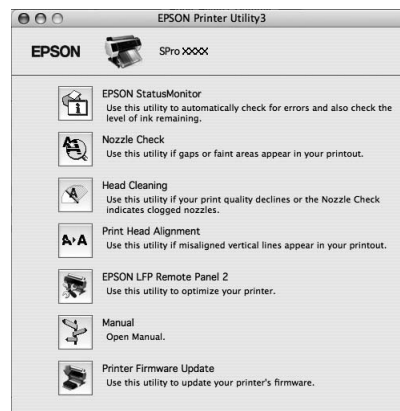 EPSON Printer Utility3
EPSON
SPro XXXX
EPSON StatusMonitor
Use this utility to automatically check for errors and also check the
level of ink remaining.
Nozzle Check
Use this utility if gaps or faint areas appear in your printout.
Head Cleaning
Use this utility if your print quality declines or the Nozzle Check
indicates clogged nozzles.
Print Head Alignment
Use this utility if misaligned vertical lines appear in your printout.
EPSON LFP Remote Panel 2
Use this utility to optimize your printer.
Manual
Open Manual.
Printer Firmware Update
Use this utility to update your printer's firmware.